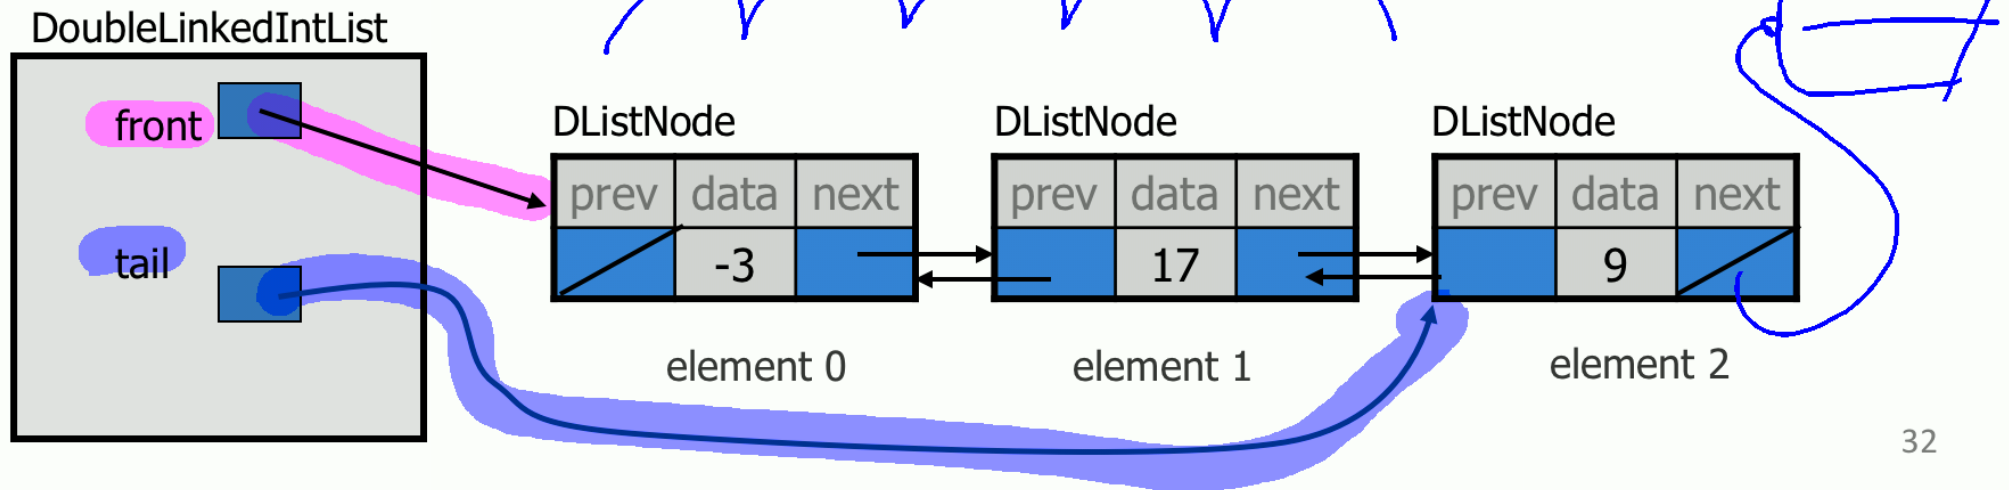 DoubleLinkedIntList
front
tail
DListNode
prev data next
-3
element 0
DListNode
prev data next
17
element 1
DListNode
prev data next
9
element 2
32